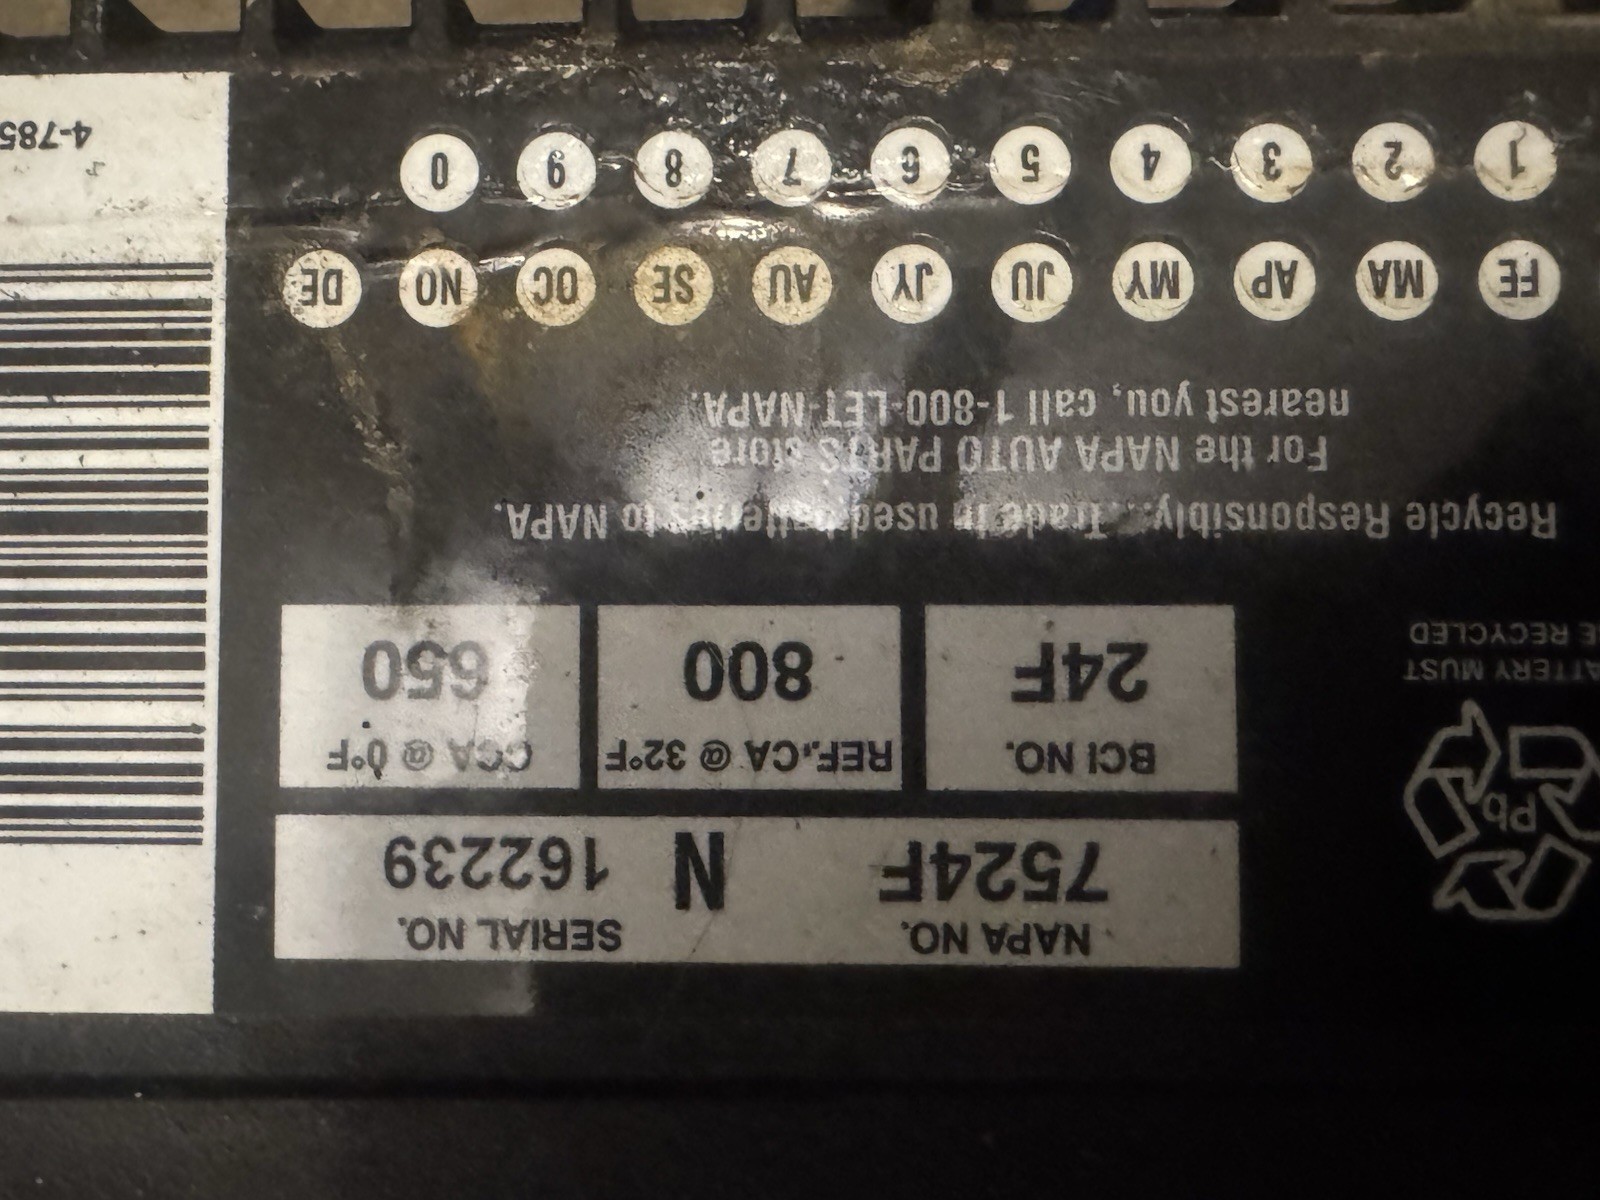 NAPA NO.
7524F
N
SERIAL NO.
162239
BCI NO.
24F
REF. CA @ 32°F
800
CCA @ 0°F
650
Pb
MUST
RECYCLED
Recycle Responsibly. Trade in used batteries to NAPA.
For the NAPA AUTO PARTS store
nearest you, call 1-800-LET-NAPA.
FE MA AP MY JU JY AU SE OC NO DE
1 2 3 4 5 6 7 8 9 0